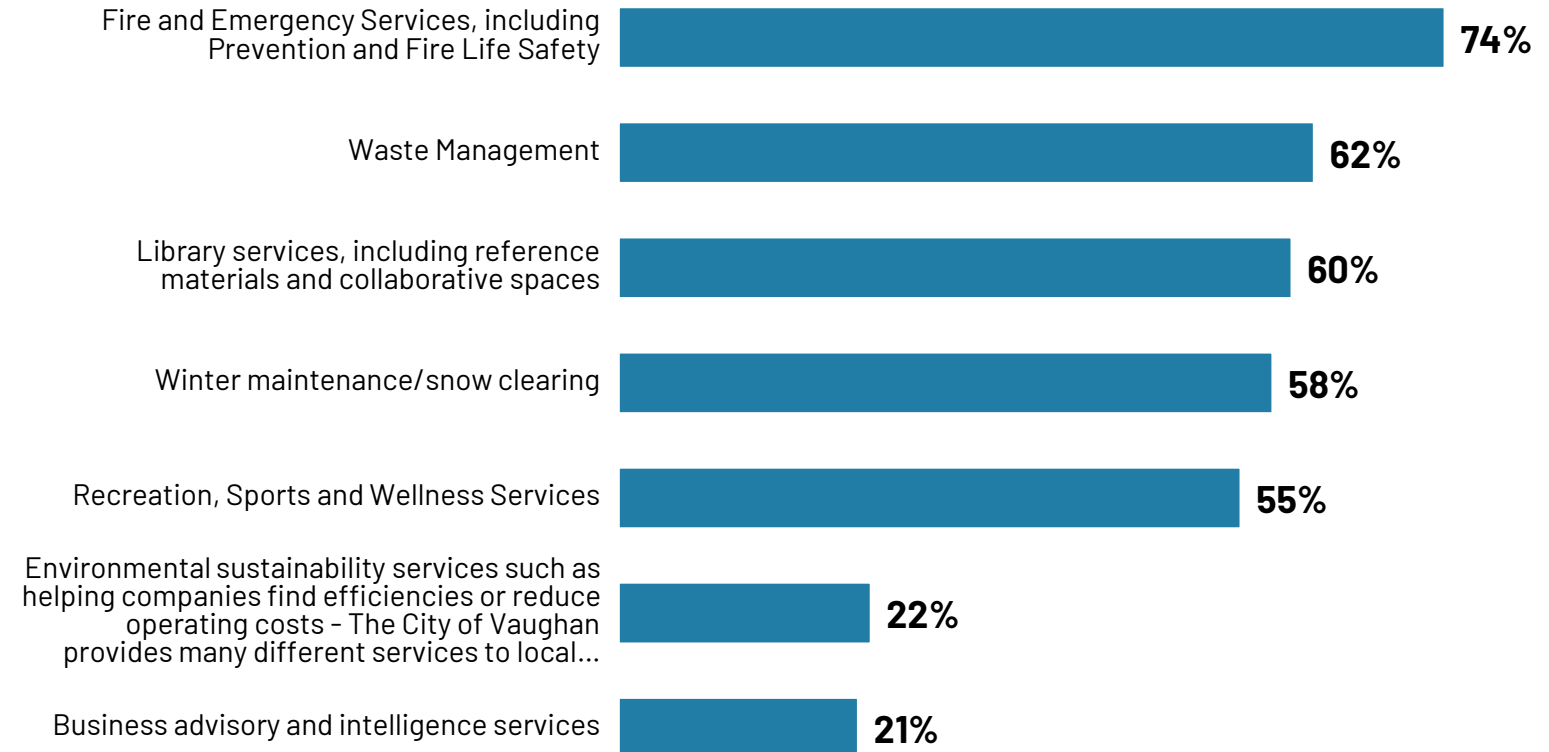 Fire and Emergency Services, including
Prevention and Fire Life Safety
74%
Waste Management
62%
Library services, including reference
materials and collaborative spaces
60%
Winter maintenance/snow clearing
58%
Recreation, Sports and Wellness Services
55%
Environmental sustainability services such as
helping companies find efficiencies or reduce
operating costs - The City of Vaughan
provides many different services to local...
22%
Business advisory and intelligence services
21%